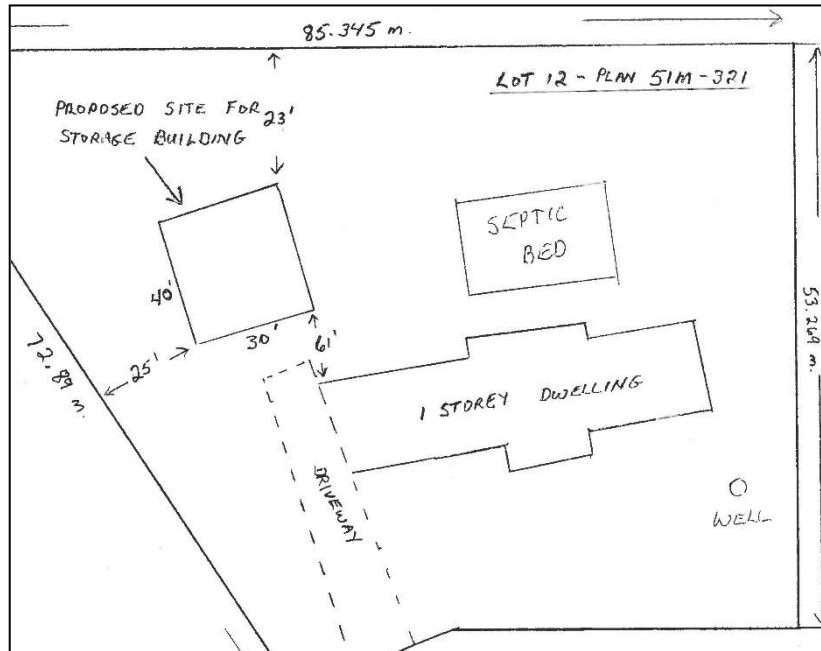 85.345 m.
LOT 12 - PLAN 51M-321
PROPOSED SITE FOR
STORAGE BUILDING
23'
SEPTIC
BED
40'
30'
61'
25'
72.89 m.
53.269 m.
1 STOREY DWELLING
DRIVEWAY
WELL